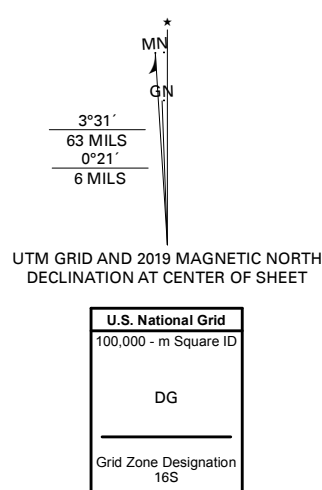 ★
MN
GN
3°31´
63 MILS
0°21´
6 MILS
UTM GRID AND 2019 MAGNETIC NORTH
DECLINATION AT CENTER OF SHEET
U.S. National Grid
100,000 - m Square ID
DG
Grid Zone Designation
16S